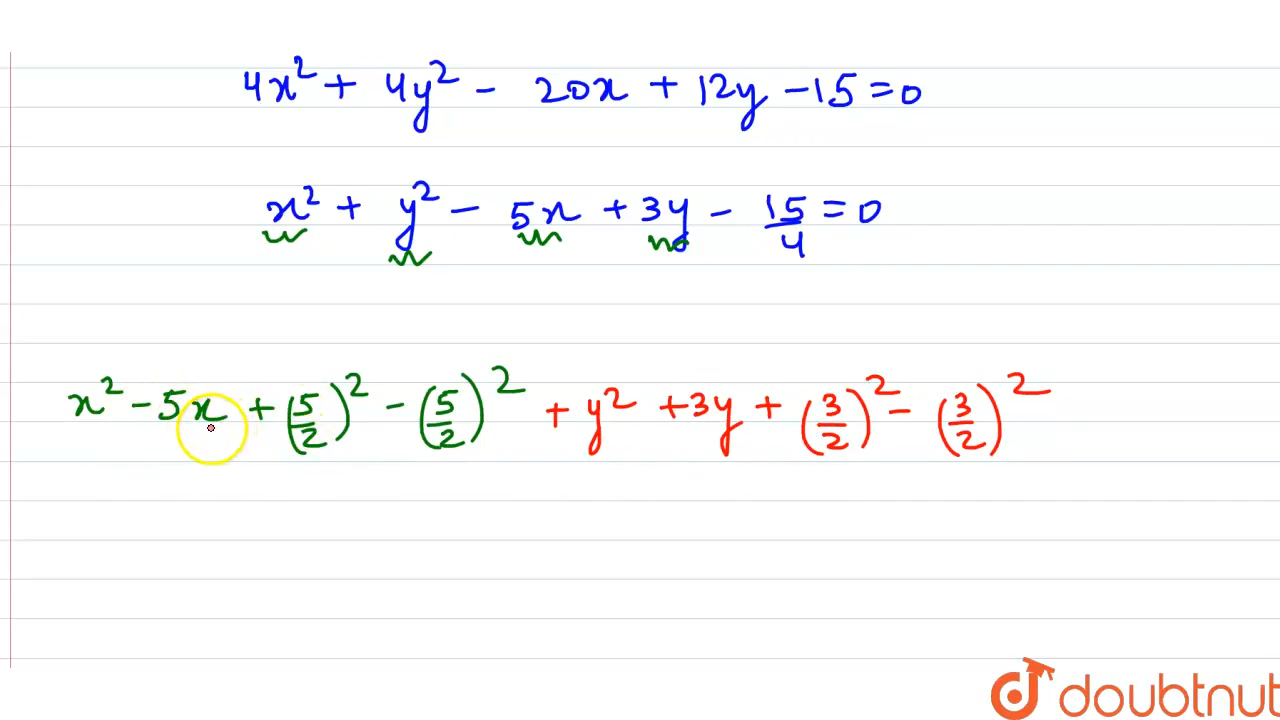 4x² + 4y² - 20x + 12y - 15 = 0
x² + y² - 5x + 3y - 15/4 = 0
x² - 5x + (5/2)² - (5/2)² + y² + 3y + (3/2)² - (3/2)²
doubtnut